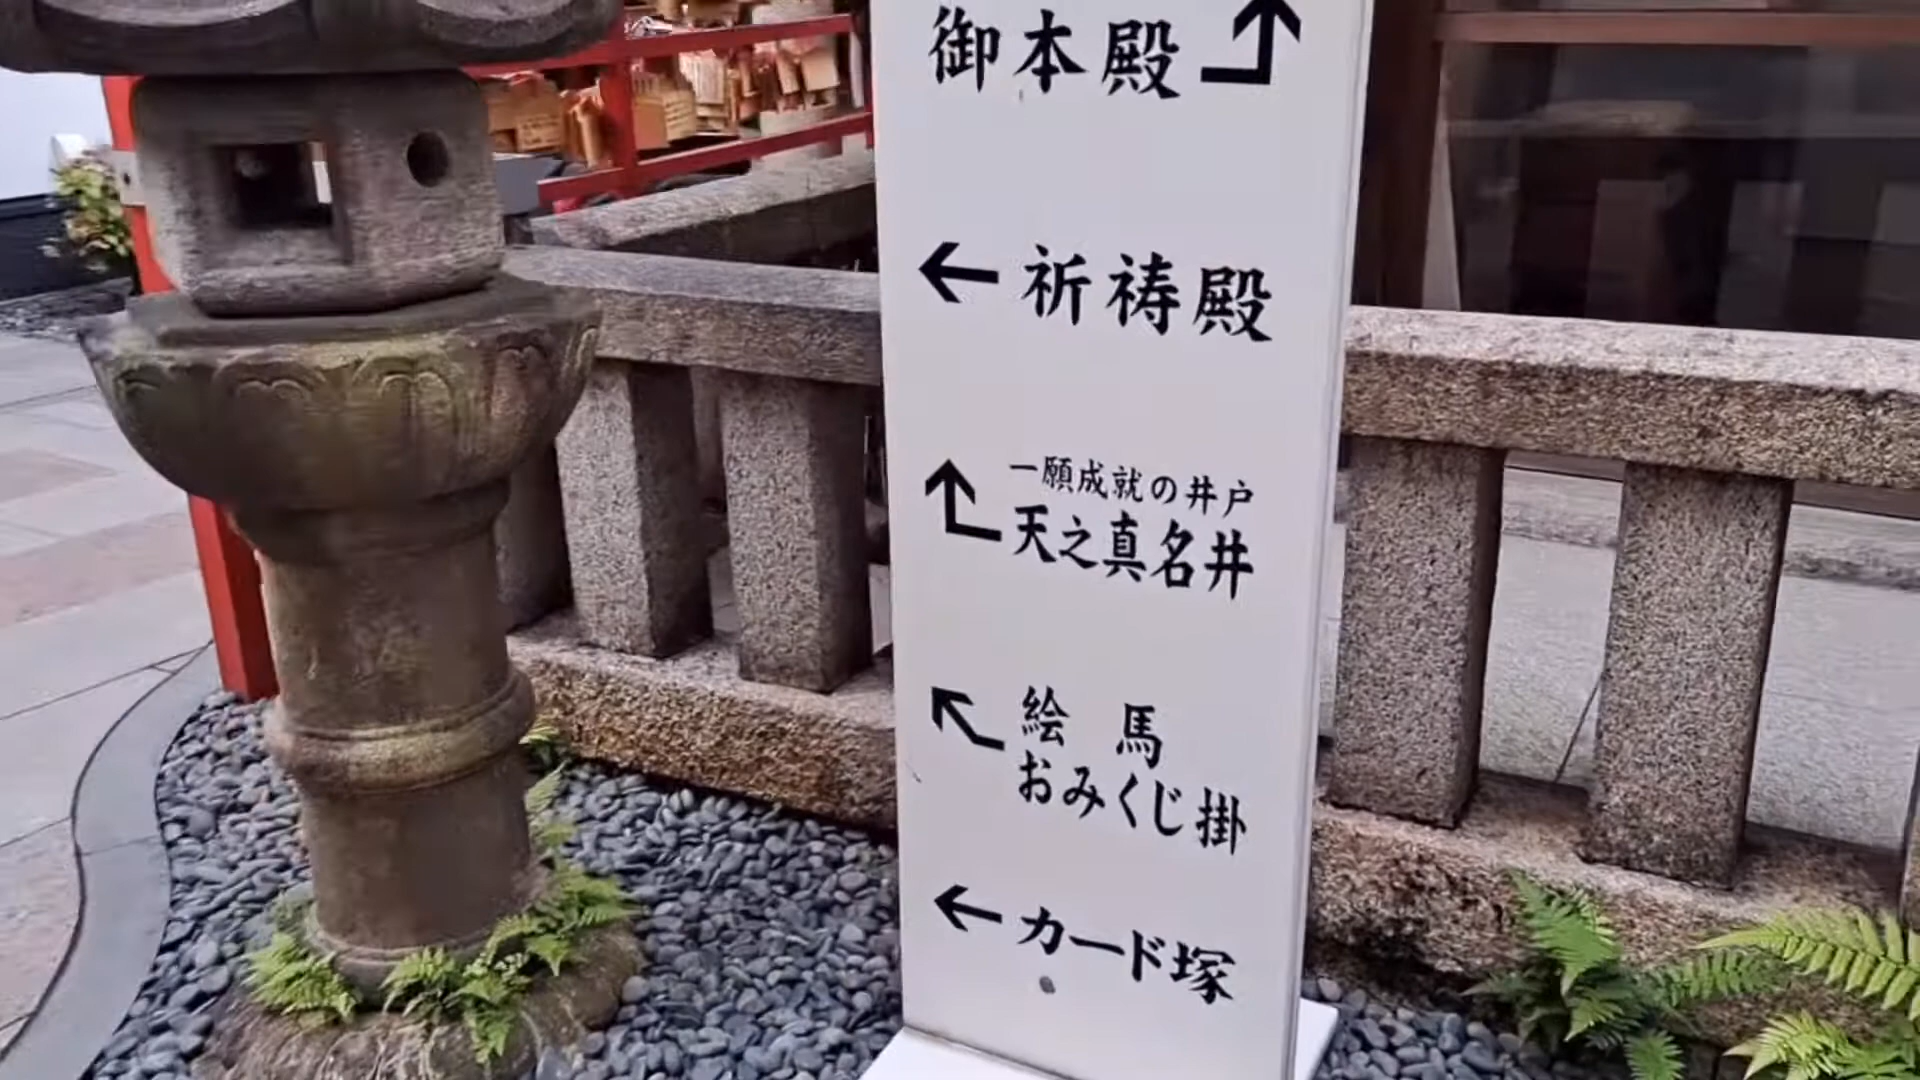 御本殿
祈祷殿
一願成就の井戸
天之真名井
絵 馬
おみくじ掛
カード塚